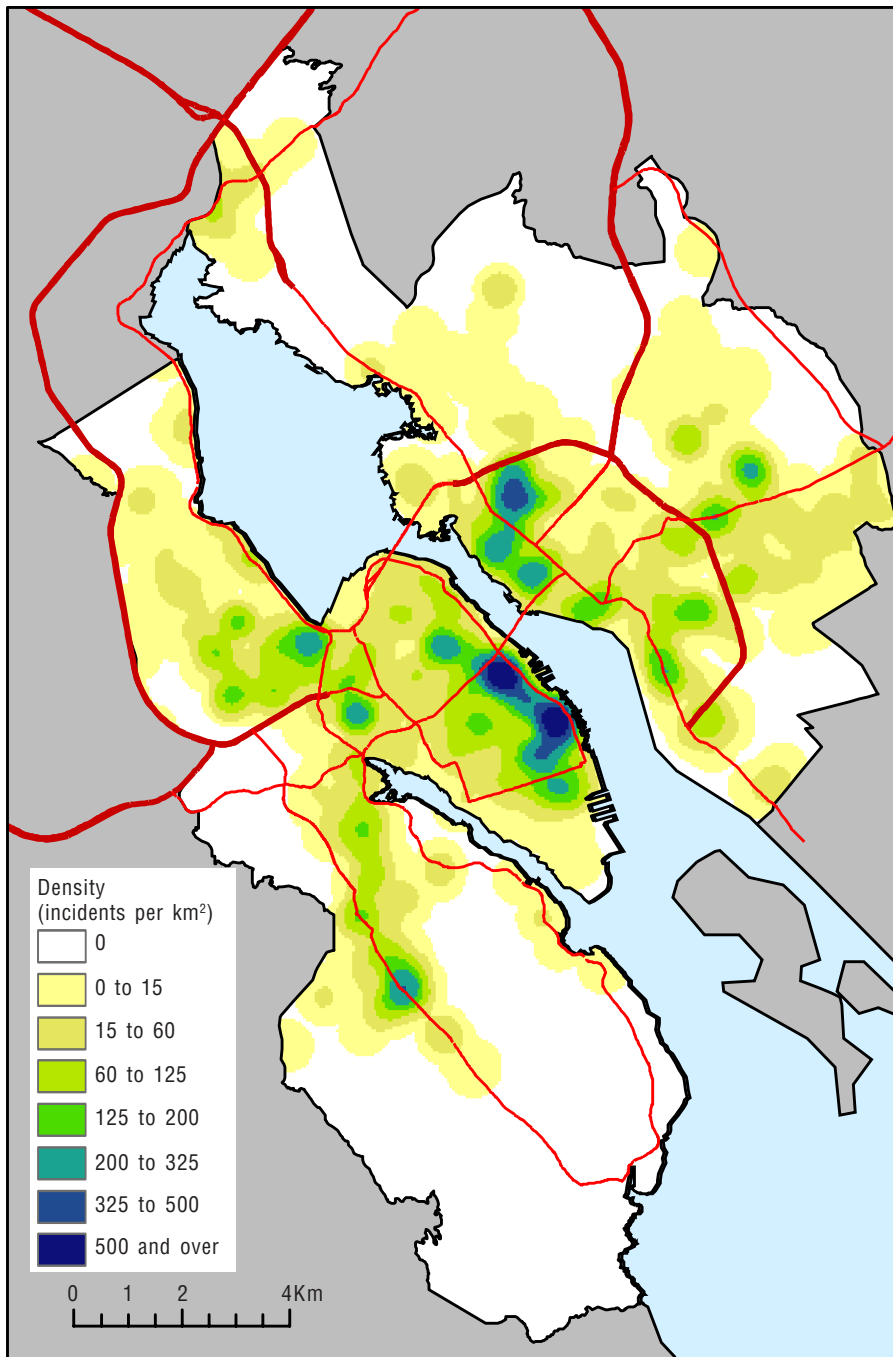 Density
(incidents per km²)
0
0 to 15
15 to 60
60 to 125
125 to 200
200 to 325
325 to 500
500 and over
0 1 2 4Km